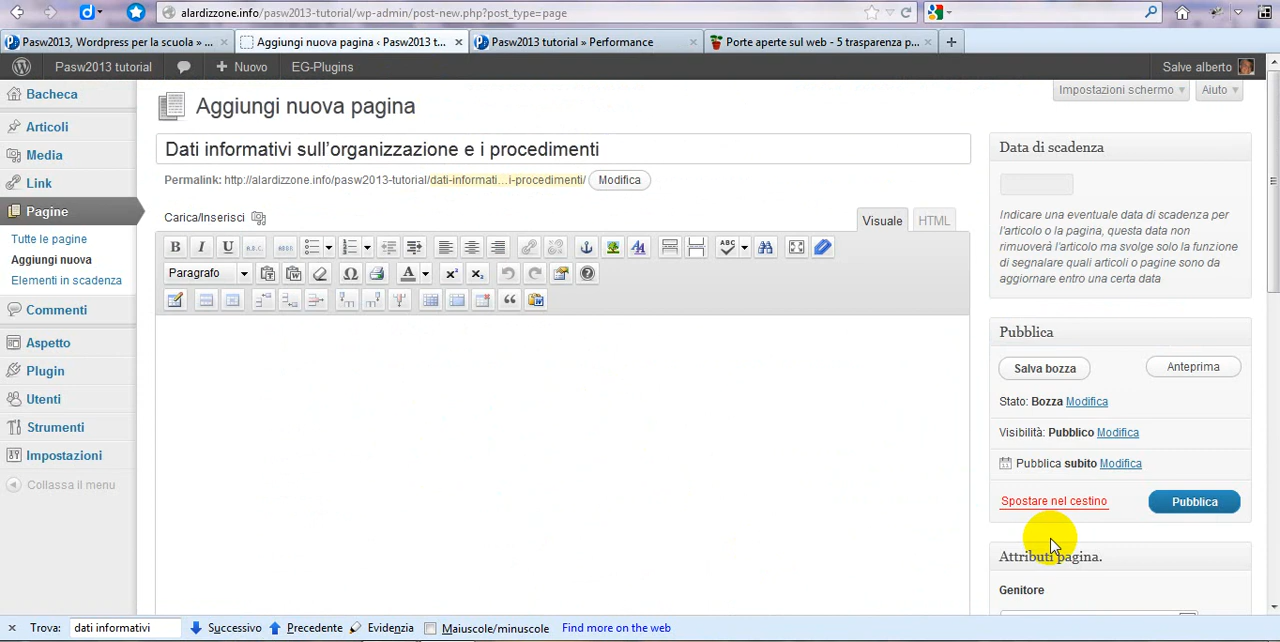 alardizzone.info/pasw2013-tutorial/wp-admin/post-new.php?post_type=page
Pasw2013, Wordpress per la scuola » ...
Aggiungi nuova pagina ‹ Pasw2013 t...
Pasw2013 tutorial » Performance
Porte aperte sul web - 5 trasparenza p...
Pasw2013 tutorial
Nuovo
EG-Plugins
Salve alberto
Bacheca
Articoli
Media
Link
Pagine
Tutte le pagine
Aggiungi nuova
Elementi in scadenza
Commenti
Aspetto
Plugin
Utenti
Strumenti
Impostazioni
Collassa il menu
Impostazioni schermo
Aiuto
Aggiungi nuova pagina
Dati informativi sull'organizzazione e i procedimenti
Permalink: http://alardizzone.info/pasw2013-tutorial/dati-informati...i-procedimenti/ Modifica
Carica/Inserisci
Visuale
HTML
Paragrafo
Data di scadenza
Indicare una eventuale data di scadenza per
l'articolo o la pagina, questa data non
rimuoverà l'articolo ma svolge solo la funzione
di segnalare quali articoli o pagine sono da
aggiornare entro una certa data
Pubblica
Salva bozza
Anteprima
Stato: Bozza Modifica
Visibilità: Pubblico Modifica
Pubblica subito Modifica
Spostare nel cestino
Pubblica
Attributi pagina.
Genitore
Trova: dati informativi Successivo Precedente Evidenzia Maiuscole/minuscole Find more on the web